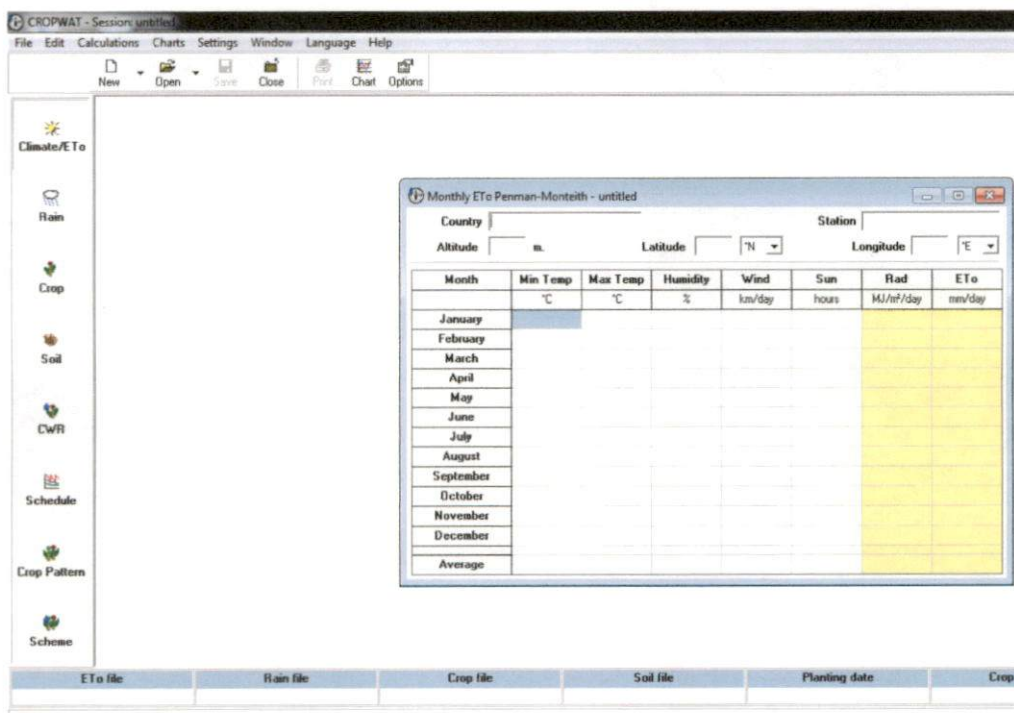 CROPWAT - Session: untitled
File Edit Calculations Charts Settings Window Language Help
New Open Save Close Print Chart Options
Climate/ETo
Rain
Crop
Soil
CWR
Schedule
Crop Pattern
Scheme
Monthly ETo Penman-Monteith - untitled
Country Station
Altitude m. Latitude °N Longitude °E
Month Min Temp Max Temp Humidity Wind Sun Rad ETo
°C °C % km/day hours MJ/m²/day mm/day
January
February
March
April
May
June
July
August
September
October
November
December
Average
ETo file Rain file Crop file Soil file Planting date Crop